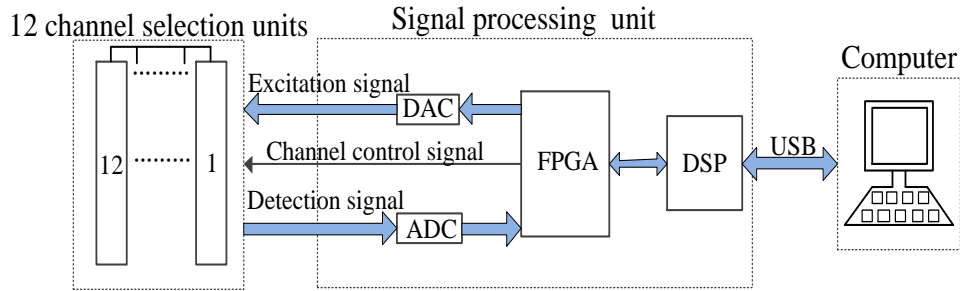 12 channel selection units
Signal processing unit
Computer
Excitation signal
DAC
Channel control signal
FPGA
DSP
USB
12
1
Detection signal
ADC